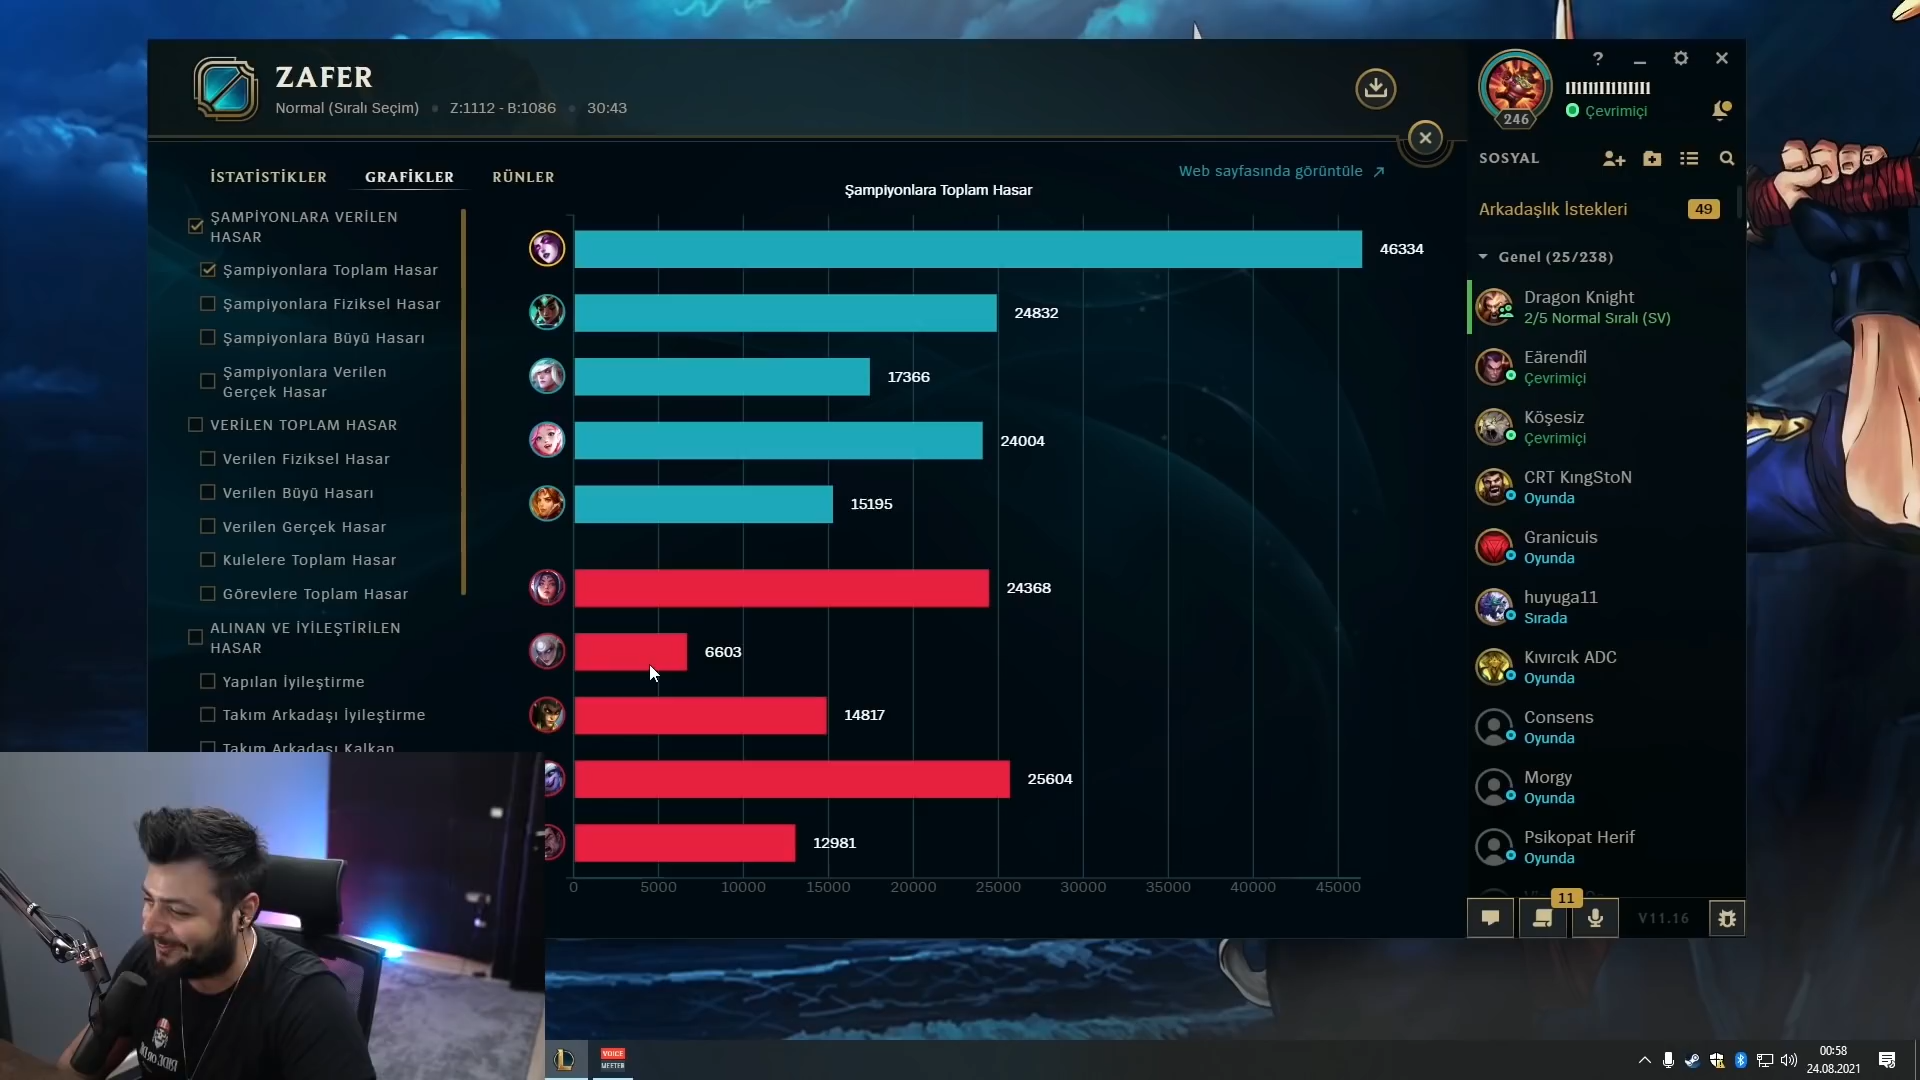 ZAFER
Normal (Sıralı Seçim) • Z:1112 - B:1086 • 30:43
İSTATİSTİKLER GRAFİKLER RÜNLER
Web sayfasında görüntüle
Şampiyonlara Toplam Hasar
ŞAMPİYONLARA VERİLEN
HASAR
Şampiyonlara Toplam Hasar
Şampiyonlara Fiziksel Hasar
Şampiyonlara Büyü Hasarı
Şampiyonlara Verilen
Gerçek Hasar
VERİLEN TOPLAM HASAR
Verilen Fiziksel Hasar
Verilen Büyü Hasarı
Verilen Gerçek Hasar
Kulelere Toplam Hasar
Görevlere Toplam Hasar
ALINAN VE İYİLEŞTİRİLEN
HASAR
Yapılan İyileştirme
Takım Arkadaşı İyileştirme
Takım Arkadaşı Kalkan
46334
24832
17366
24004
15195
24368
6603
14817
25604
12981
0 5000 10000 15000 20000 25000 30000 35000 40000 45000
?
246
IIIIIIIIIIIIIIII
Çevrimiçi
SOSYAL
Arkadaşlık İstekleri 49
Genel (25/238)
Dragon Knight
2/5 Normal Sıralı (SV)
Eärendîl
Çevrimiçi
Köşesiz
Çevrimiçi
CRT KıngStoN
Oyunda
Granicuis
Oyunda
huyuga11
Sırada
Kıvırcık ADC
Oyunda
Consens
Oyunda
Morgy
Oyunda
Psikopat Herif
Oyunda
11
V11.16
VOICE
MEETER
00:58
24.08.2021